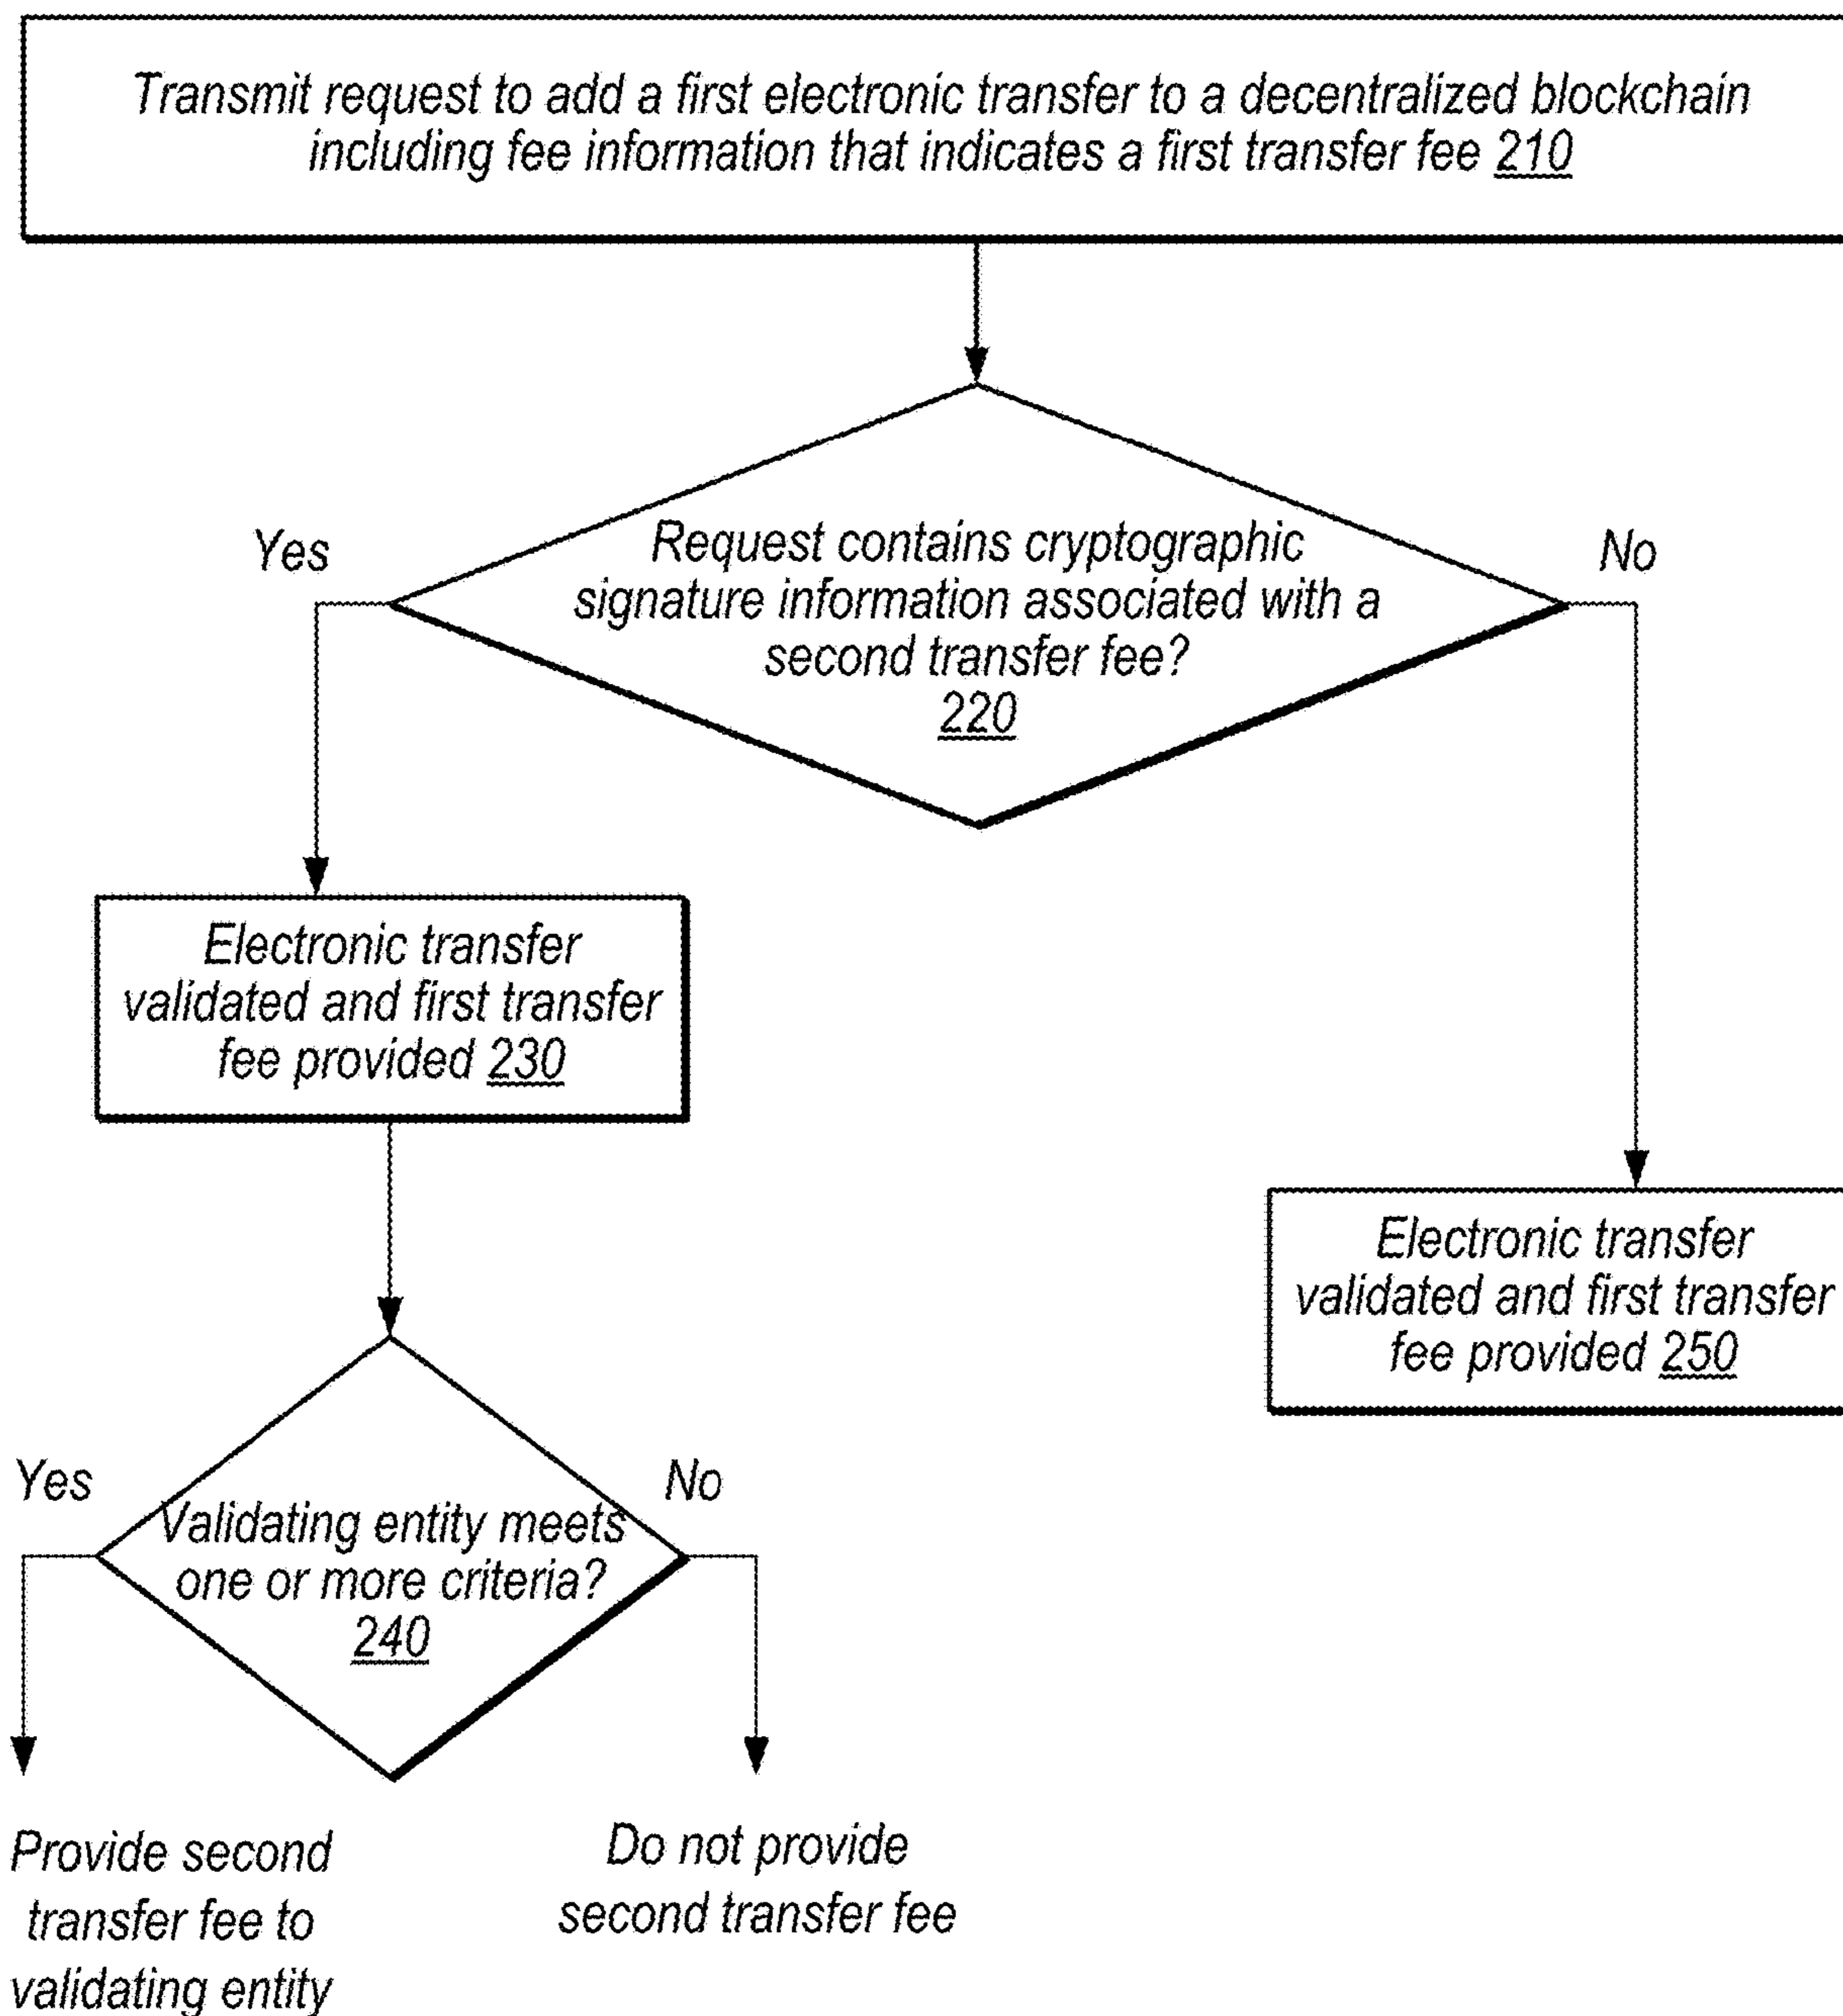 Transmit request to add a first electronic transfer to a decentralized blockchain
including fee information that indicates a first transfer fee 210
Yes
Request contains cryptographic
signature information associated with a
second transfer fee?
220
No
Electronic transfer
validated and first transfer
fee provided 230
Electronic transfer
validated and first transfer
fee provided 250
Yes
Validating entity meets
one or more criteria?
240
No
Provide second
transfer fee to
validating entity
Do not provide
second transfer fee